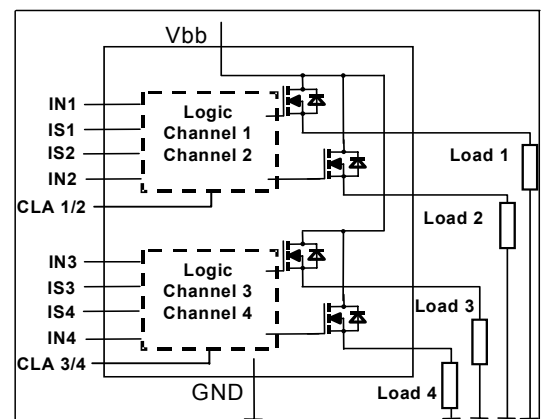 Vbb
IN1
IS1
IS2
IN2
CLA 1/2
Logic
Channel 1
Channel 2
Load 1
Load 2
IN3
IS3
IS4
IN4
CLA 3/4
Logic
Channel 3
Channel 4
Load 3
Load 4
GND